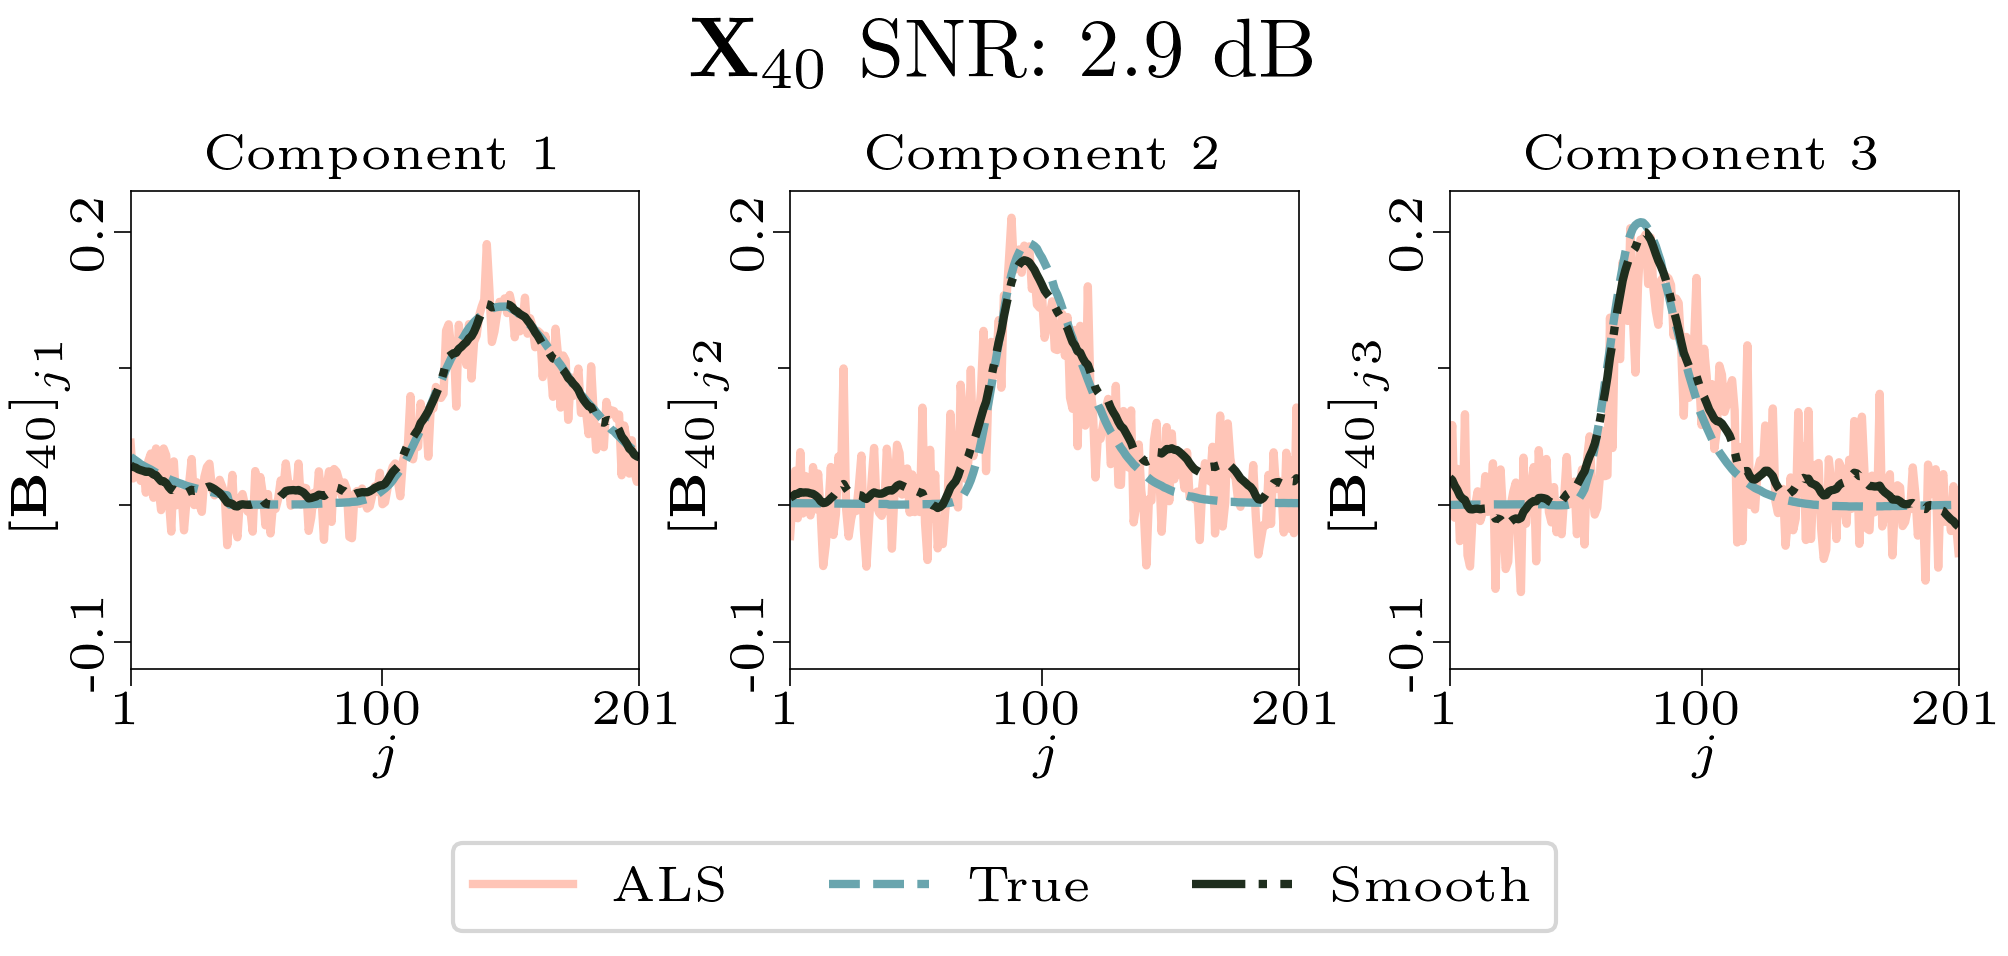 X₄₀ SNR: 2.9 dB
Component 1
Component 2
Component 3
0.2
-0.1
[B₄₀]ⱼ₁
1 100 201
j
0.2
-0.1
[B₄₀]ⱼ₂
1 100 201
j
0.2
-0.1
[B₄₀]ⱼ₃
1 100 201
j
ALS True Smooth